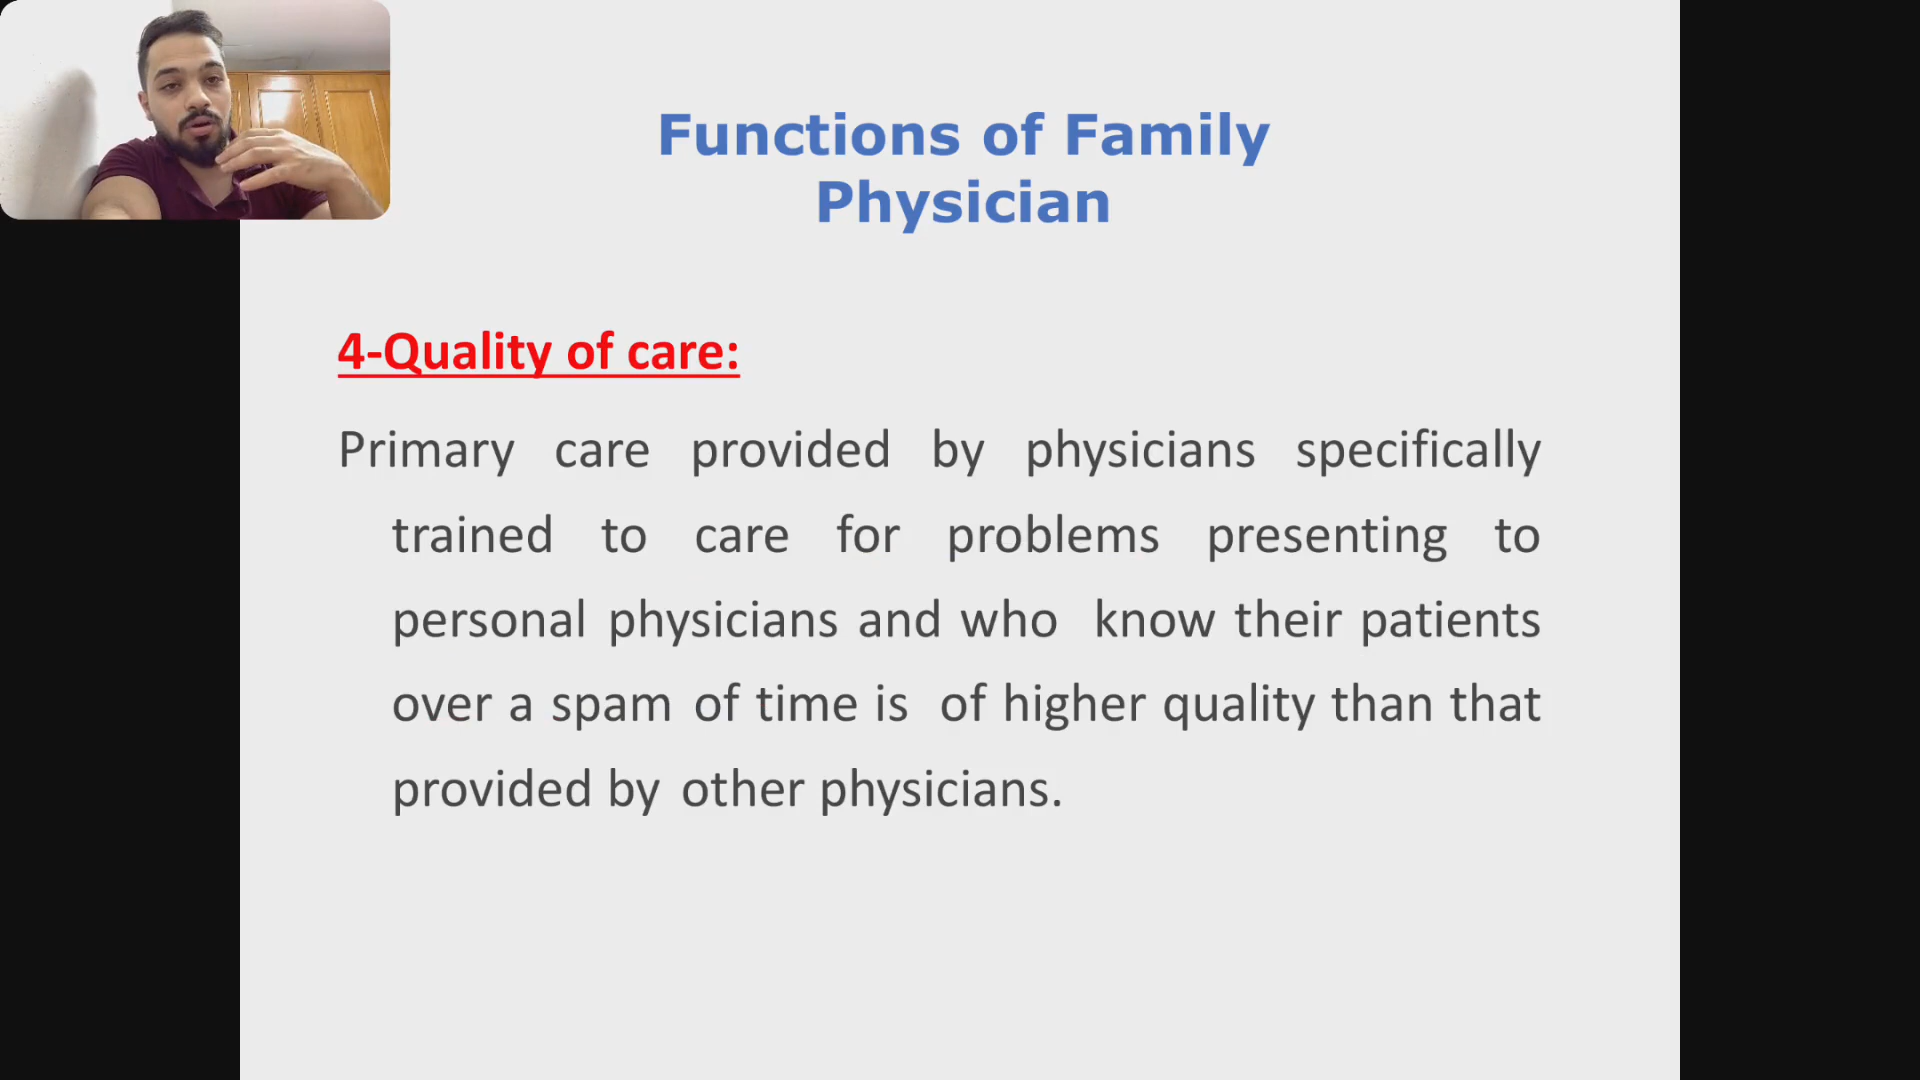 Functions of Family
Physician
4-Quality of care:
Primary care provided by physicians specifically
trained to care for problems presenting to
personal physicians and who know their patients
over a spam of time is of higher quality than that
provided by other physicians.